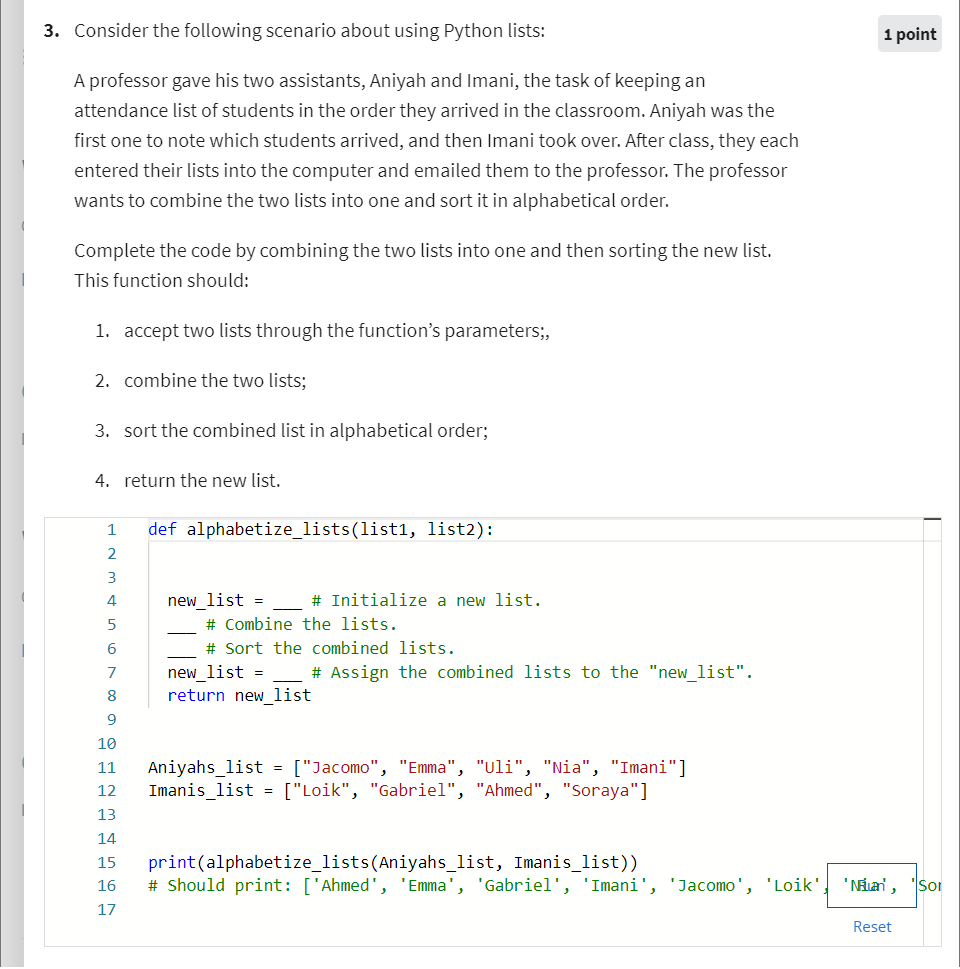 3. Consider the following scenario about using Python lists:
1 point
A professor gave his two assistants, Aniyah and Imani, the task of keeping an
attendance list of students in the order they arrived in the classroom. Aniyah was the
first one to note which students arrived, and then Imani took over. After class, they each
entered their lists into the computer and emailed them to the professor. The professor
wants to combine the two lists into one and sort it in alphabetical order.
Complete the code by combining the two lists into one and then sorting the new list.
This function should:
1. accept two lists through the function’s parameters;,
2. combine the two lists;
3. sort the combined list in alphabetical order;
4. return the new list.
1 def alphabetize_lists(list1, list2):
2
3
4 new_list = ___ # Initialize a new list.
5 ___ # Combine the lists.
6 ___ # Sort the combined lists.
7 new_list = ___ # Assign the combined lists to the "new_list".
8 return new_list
9
10
11 Aniyahs_list = ["Jacomo", "Emma", "Uli", "Nia", "Imani"]
12 Imanis_list = ["Loik", "Gabriel", "Ahmed", "Soraya"]
13
14
15 print(alphabetize_lists(Aniyahs_list, Imanis_list))
16 # Should print: ['Ahmed', 'Emma', 'Gabriel', 'Imani', 'Jacomo', 'Loik', 'Nia', 'Sor
Run
17
Reset